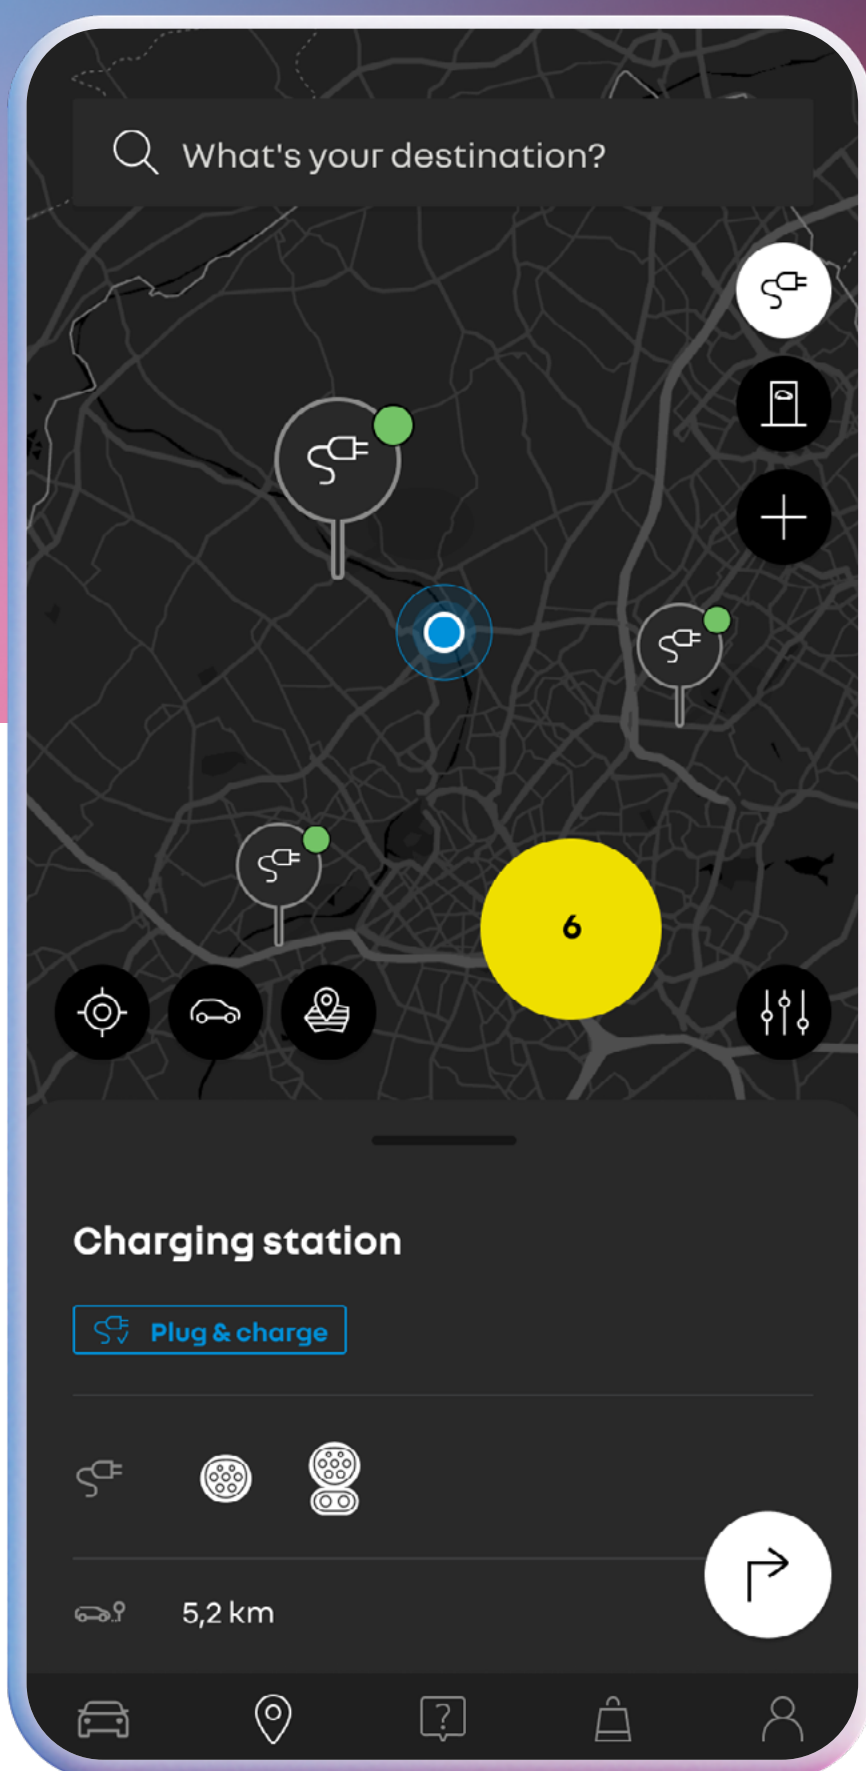 What's your destination?
6
Charging station
Plug & charge
5,2 km